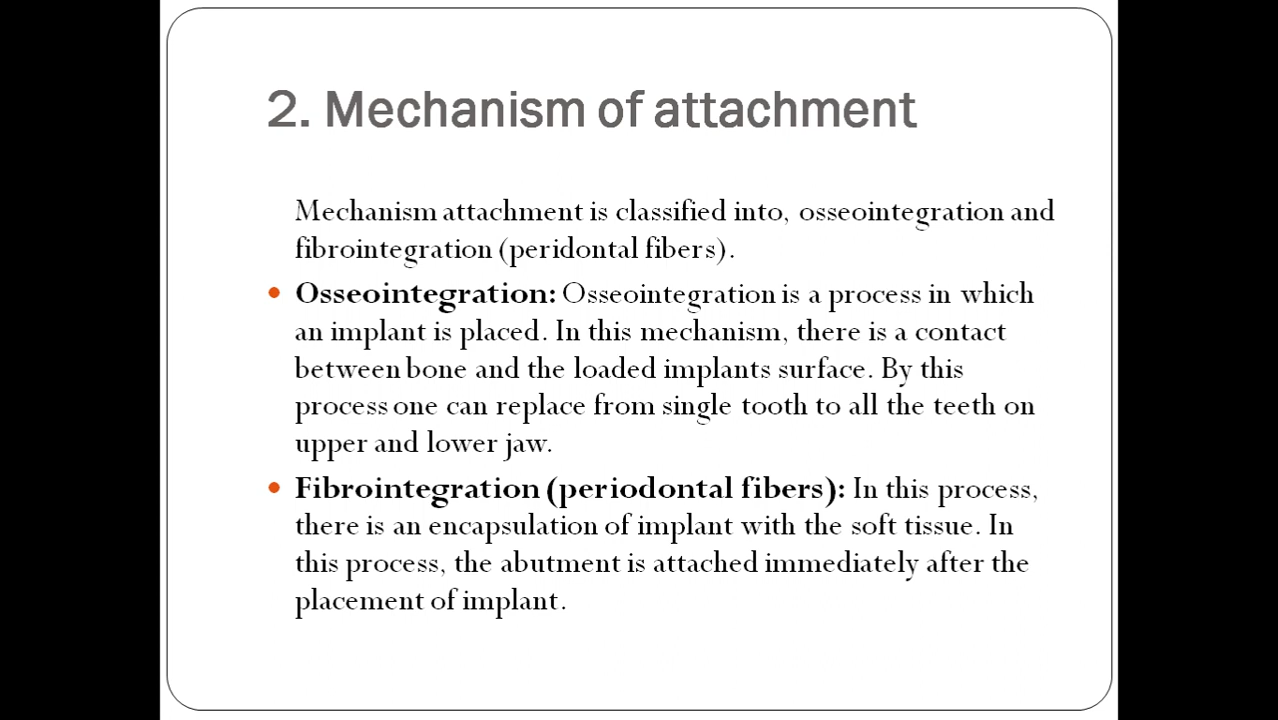 2. Mechanism of attachment
Mechanism attachment is classified into, osseointegration and
fibrointegration (peridontal fibers).
• Osseointegration: Osseointegration is a process in which
an implant is placed. In this mechanism, there is a contact
between bone and the loaded implants surface. By this
process one can replace from single tooth to all the teeth on
upper and lower jaw.
• Fibrointegration (periodontal fibers): In this process,
there is an encapsulation of implant with the soft tissue. In
this process, the abutment is attached immediately after the
placement of implant.